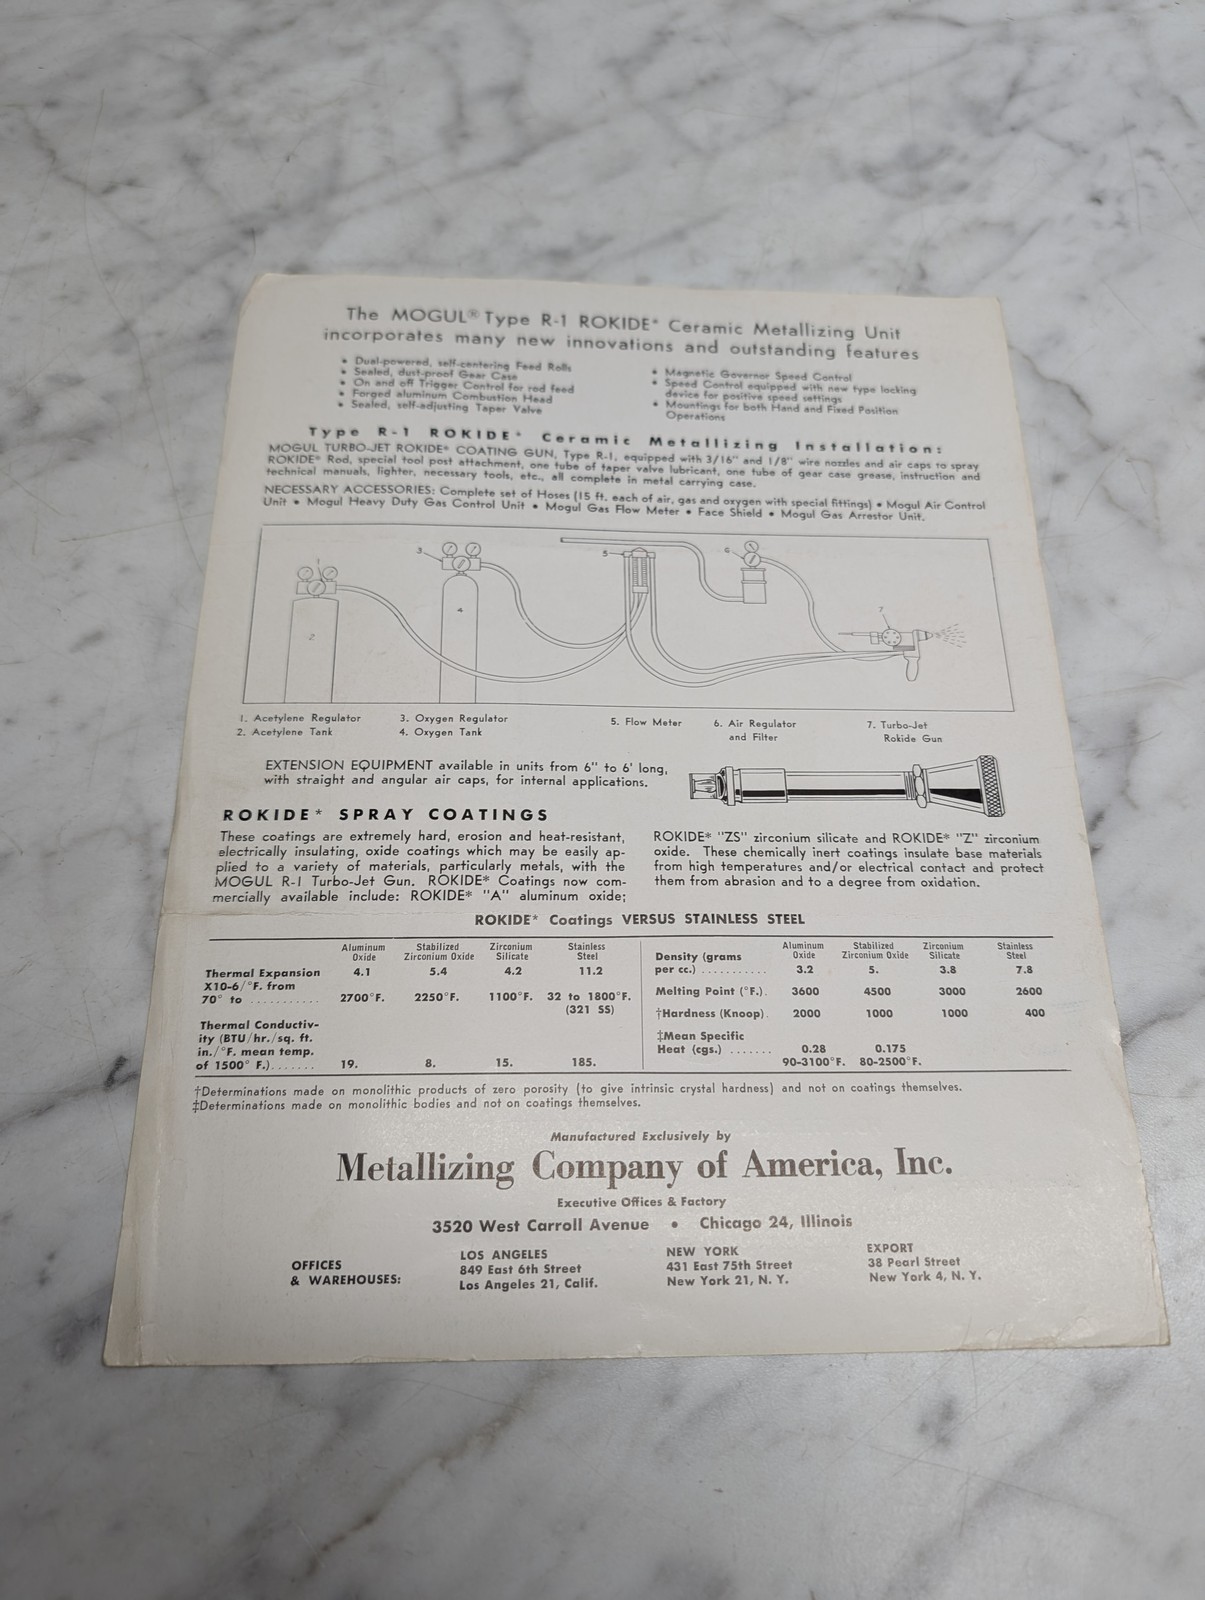 The MOGUL® Type R-1 ROKIDE* Ceramic Metallizing Unit
incorporates many new innovations and outstanding features
• Dual-powered, self-centering Feed Rolls
• Sealed, dust-proof Gear Case
• On and off Trigger Control for rod feed
• Forged aluminum Combustion Head
• Sealed, self-adjusting Taper Valve
• Magnetic Governor Speed Control
• Speed Control equipped with new type locking
device for positive speed settings
• Mountings for both Hand and Fixed Position
Operations
Type R-1 ROKIDE* Ceramic Metallizing Installation:
MOGUL TURBO-JET ROKIDE* COATING GUN, Type R-1, equipped with 3/16" and 1/8" wire nozzles and air caps to spray
ROKIDE* Rod, special tool post attachment, one tube of taper valve lubricant, one tube of gear case grease, instruction and
technical manuals, lighter, necessary tools, etc., all complete in metal carrying case.
NECESSARY ACCESSORIES: Complete set of Hoses (15 ft. each of air, gas and oxygen with special fittings) • Mogul Air Control
Unit • Mogul Heavy Duty Gas Control Unit • Mogul Gas Flow Meter • Face Shield • Mogul Gas Arrestor Unit.
1
2
3
4
5
6
7
1. Acetylene Regulator
2. Acetylene Tank
3. Oxygen Regulator
4. Oxygen Tank
5. Flow Meter
6. Air Regulator
and Filter
7. Turbo-Jet
Rokide Gun
EXTENSION EQUIPMENT available in units from 6" to 6' long,
with straight and angular air caps, for internal applications.
ROKIDE* SPRAY COATINGS
These coatings are extremely hard, erosion and heat-resistant,
electrically insulating, oxide coatings which may be easily ap-
plied to a variety of materials, particularly metals, with the
MOGUL R-1 Turbo-Jet Gun. ROKIDE* Coatings now com-
mercially available include: ROKIDE* "A" aluminum oxide;
ROKIDE* "ZS" zirconium silicate and ROKIDE* "Z" zirconium
oxide. These chemically inert coatings insulate base materials
from high temperatures and/or electrical contact and protect
them from abrasion and to a degree from oxidation.
ROKIDE* Coatings VERSUS STAINLESS STEEL
Aluminum Stabilized Zirconium Stainless
Oxide Zirconium Oxide Silicate Steel
Thermal Expansion 4.1 5.4 4.2 11.2
X10-6/°F. from
70° to ........... 2700°F. 2250°F. 1100°F. 32 to 1800°F.
(321 SS)
Thermal Conductiv-
ity (BTU/hr./sq. ft.
in./°F. mean temp.
of 1500° F.)....... 19. 8. 15. 185.
Aluminum Stabilized Zirconium Stainless
Density (grams Oxide Zirconium Oxide Silicate Steel
per cc.) ........... 3.2 5. 3.8 7.8
Melting Point (°F.). 3600 4500 3000 2600
†Hardness (Knoop). 2000 1000 1000 400
‡Mean Specific
Heat (cgs.) ....... 0.28 0.175
90-3100°F. 80-2500°F.
†Determinations made on monolithic products of zero porosity (to give intrinsic crystal hardness) and not on coatings themselves.
‡Determinations made on monolithic bodies and not on coatings themselves.
Manufactured Exclusively by
Metallizing Company of America, Inc.
Executive Offices & Factory
3520 West Carroll Avenue • Chicago 24, Illinois
OFFICES
& WAREHOUSES:
LOS ANGELES
849 East 6th Street
Los Angeles 21, Calif.
NEW YORK
431 East 75th Street
New York 21, N. Y.
EXPORT
38 Pearl Street
New York 4, N. Y.